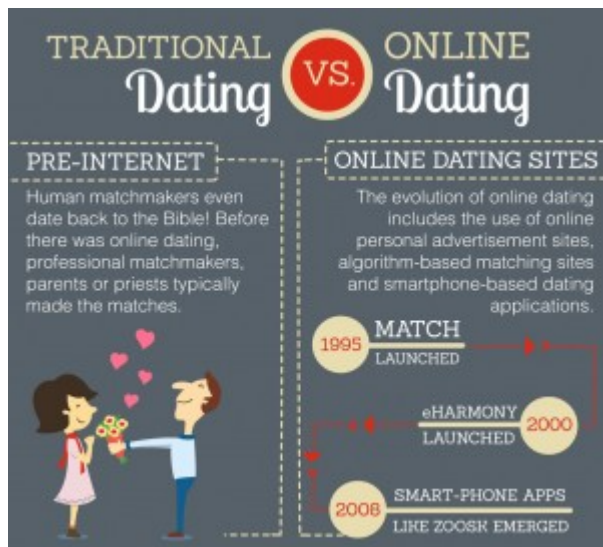 TRADITIONAL
Dating
VS.
ONLINE
Dating
PRE-INTERNET
Human matchmakers even
date back to the Bible! Before
there was online dating,
professional matchmakers,
parents or priests typically
made the matches.
ONLINE DATING SITES
The evolution of online dating
includes the use of online
personal advertisement sites,
algorithm-based matching sites
and smartphone-based dating
applications.
1995
MATCH
LAUNCHED
eHARMONY
LAUNCHED
2000
2008
SMART-PHONE APPS
LIKE ZOOSK EMERGED